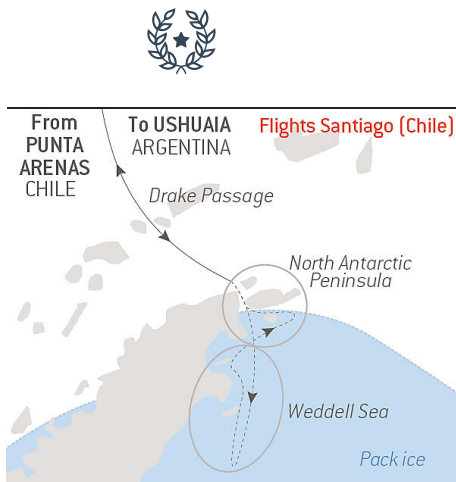 From
PUNTA
ARENAS
CHILE
To USHUAIA
ARGENTINA
Flights Santiago (Chile)
Drake Passage
North Antarctic
Peninsula
Weddell Sea
Pack ice